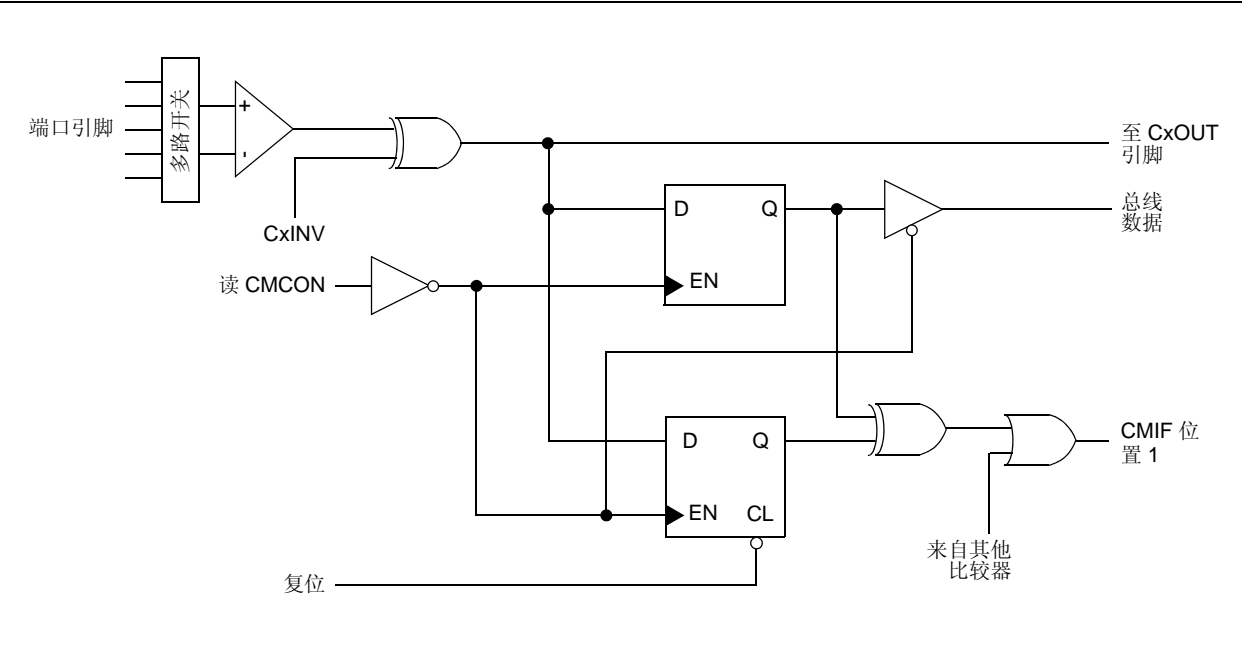 端口引脚
多路开关
+
-
CxINV
至 CxOUT
引脚
D
Q
EN
总线
数据
读 CMCON
D
Q
EN
CL
CMIF 位
置 1
来自其他
比较器
复位